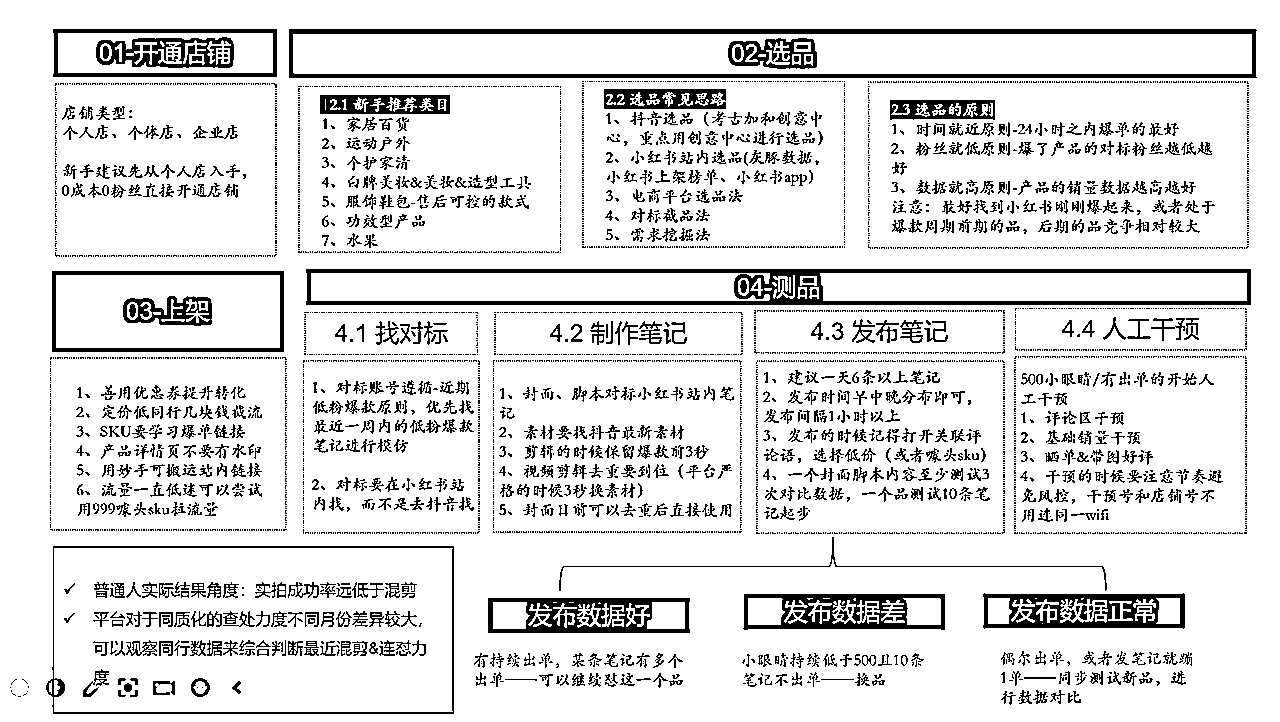 01-开通店铺
02-选品
店铺类型：
个人店、个体店、企业店
新手建议先从个人店入手，
0成本0粉丝直接开通店铺
2.1 新手推荐类目
1、家居百货
2、运动户外
3、个护家清
4、白牌美妆&美妆&造型工具
5、服饰鞋包-售后可控的款式
6、功效型产品
7、水果
2.2 选品常见思路
1、抖音选品（考古加和创意中
心，重点用创意中心进行选品）
2、小红书站内选品(灰豚数据，
小红书上架榜单、小红书app)
3、电商平台选品法
4、对标截品法
5、需求挖掘法
2.3 选品的原则
1、时间就近原则-24小时之内爆单的最好
2、粉丝就低原则-爆了产品的对标粉丝越低越
好
3、数据就高原则-产品的销量数据越高越好
注意：最好找到小红书刚刚爆起来，或者处于
爆款周期前期的品，后期的品竞争相对较大
03-上架
1、善用优惠券提升转化
2、定价低同行几块钱截流
3、SKU要学习爆单链接
4、产品详情页不要有水印
5、用妙手可搬运站内链接
6、流量一直低迷可以尝试
用999噱头sku拉流量
04-测品
4.1 找对标
1、对标账号遵循-近期
低粉爆款原则，优先找
最近一周内的低粉爆款
笔记进行模仿
2、对标要在小红书站
内找，而不是去抖音找
4.2 制作笔记
1、封面、脚本对标小红书站内笔
记
2、素材要找抖音最新素材
3、剪辑的时候保留爆款前3秒
4、视频剪辑去重要到位（平台严
格的时候3秒换素材）
5、封面目前可以去重后直接使用
4.3 发布笔记
1、建议一天6条以上笔记
2、发布时间早中晚分布即可，
发布间隔1小时以上
3、发布的时候记得打开关联评
论语，选择低价（或者噱头sku）
4、一个封面脚本内容至少测试3
次对比数据，一个品测试10条笔
记起步
4.4 人工干预
500小眼睛/有出单的开始人
工干预
1、评论区干预
2、基础销量干预
3、晒单&带图好评
4、干预的时候要注意节奏避
免风控，干预号和店铺号不
用连同一wifi
✓ 普通人实际结果角度：实拍成功率远低于混剪
✓ 平台对于同质化的查处力度不同月份差异较大，
可以观察同行数据来综合判断最近混剪&连怼力
度
发布数据好
有持续出单，某条笔记有多个
出单——可以继续怼这一个品
发布数据差
小眼睛持续低于500且10条
笔记不出单——换品
发布数据正常
偶尔出单，或者发笔记就蹦
1单——同步测试新品，进
行数据对比